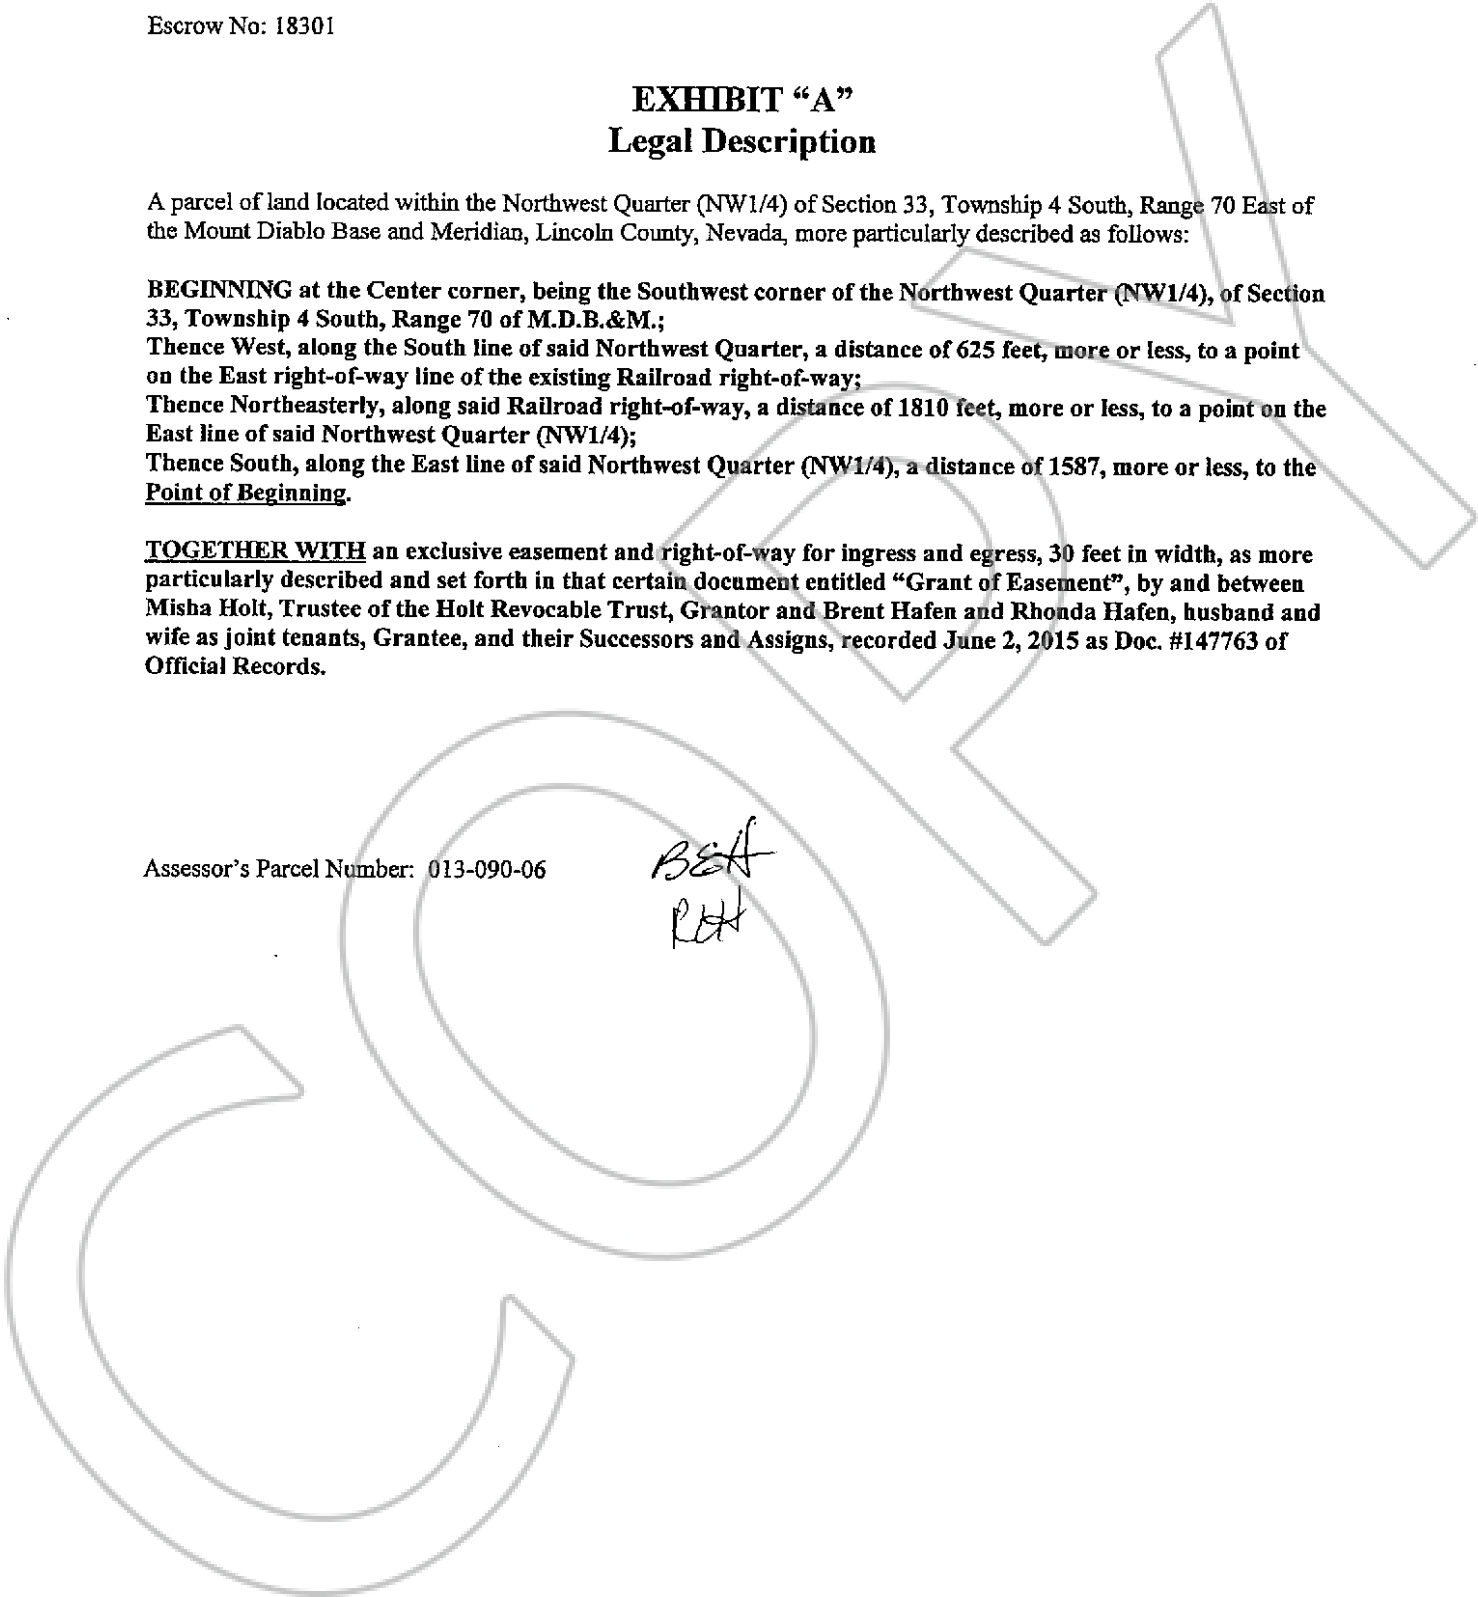 Escrow No: 18301
EXHIBIT “A”
Legal Description
A parcel of land located within the Northwest Quarter (NW1/4) of Section 33, Township 4 South, Range 70 East of
the Mount Diablo Base and Meridian, Lincoln County, Nevada, more particularly described as follows:
BEGINNING at the Center corner, being the Southwest corner of the Northwest Quarter (NW1/4), of Section
33, Township 4 South, Range 70 of M.D.B.&M.;
Thence West, along the South line of said Northwest Quarter, a distance of 625 feet, more or less, to a point
on the East right-of-way line of the existing Railroad right-of-way;
Thence Northeasterly, along said Railroad right-of-way, a distance of 1810 feet, more or less, to a point on the
East line of said Northwest Quarter (NW1/4);
Thence South, along the East line of said Northwest Quarter (NW1/4), a distance of 1587, more or less, to the
Point of Beginning.
TOGETHER WITH an exclusive easement and right-of-way for ingress and egress, 30 feet in width, as more
particularly described and set forth in that certain document entitled “Grant of Easement”, by and between
Misha Holt, Trustee of the Holt Revocable Trust, Grantor and Brent Hafen and Rhonda Hafen, husband and
wife as joint tenants, Grantee, and their Successors and Assigns, recorded June 2, 2015 as Doc. #147763 of
Official Records.
Assessor’s Parcel Number: 013-090-06
BEH
RLH
COPY